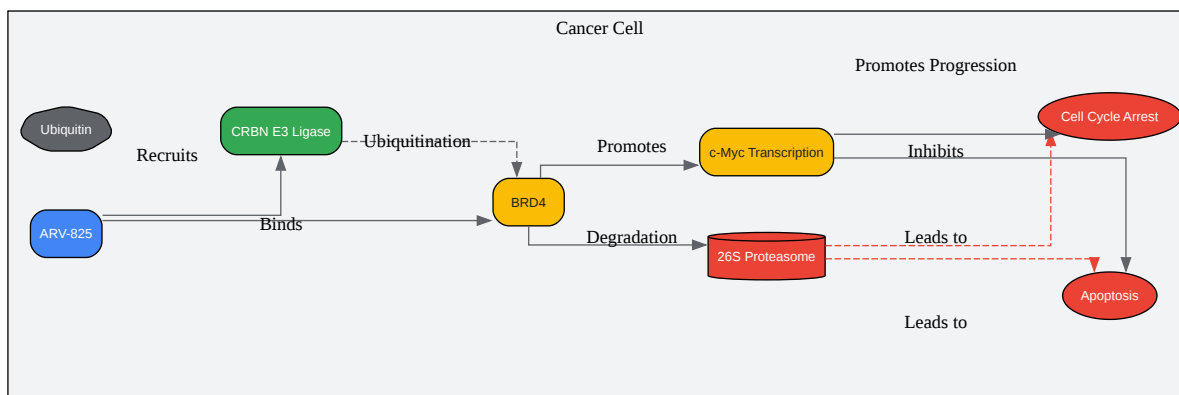 Cancer Cell
Promotes Progression
Ubiquitin
CRBN E3 Ligase
Cell Cycle Arrest
Recruits
Ubiquitination
Promotes
c-Myc Transcription
Inhibits
ARV-825
Binds
BRD4
Degradation
26S Proteasome
Leads to
Apoptosis
Leads to